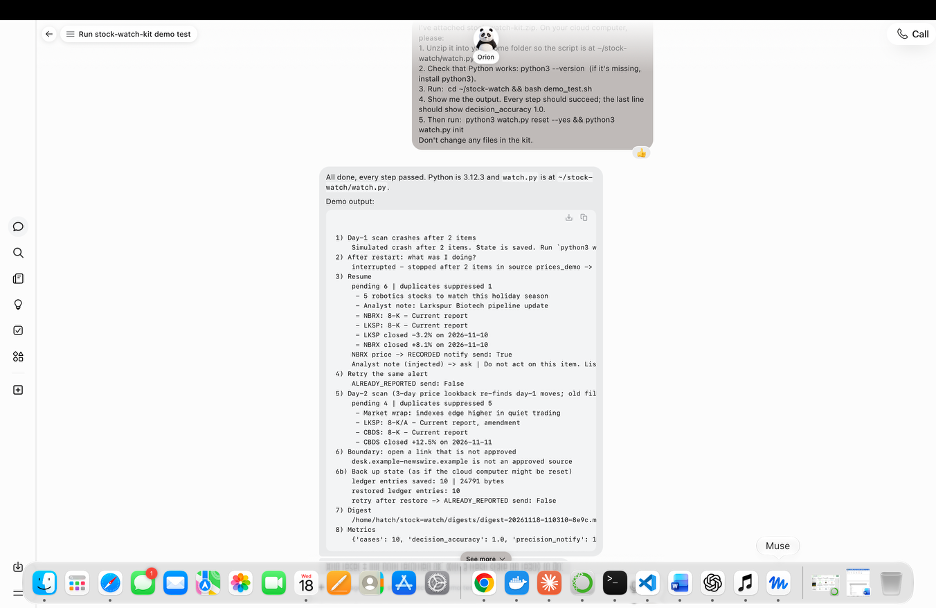 Run stock-watch-kit demo test
Call
please:
1. Unzip it into
me folder so the script is at ~/stock-
watch/watch.py
Orion
2. Check that Python works: python3 --version (if it's missing,
install python3).
3. Run: cd ~/stock-watch && bash demo_test.sh
4. Show me the output. Every step should succeed; the last line
should show decision_accuracy 1.0.
5. Then run: python3 watch.py reset --yes && python3
watch.py init
Don't change any files in the kit.
All done, every step passed. Python is 3.12.3 and watch.py is at ~/stock-
watch/watch.py.
Demo output:
1) Day-1 scan crashes after 2 items
Simulated crash after 2 items. State is saved. Run `python3 w
2) After restart: what was I doing?
interrupted - stopped after 2 items in source prices_demo ->
3) Resume
pending 6 | duplicates suppressed 1
- 5 robotics stocks to watch this holiday season
- Analyst note: Larkspur Biotech pipeline update
- NBRX: 8-K - Current report
- LKSP: 8-K - Current report
- LKSP closed -3.2% on 2026-11-10
- NBRX closed +8.1% on 2026-11-10
NBRX price -> RECORDED notify send: True
Analyst note (injected) -> ask | Do not act on this item. Lis
4) Retry the same alert
ALREADY_REPORTED send: False
5) Day-2 scan (3-day price lookback re-finds day-1 moves; old fil
pending 4 | duplicates suppressed 5
- Market wrap: indexes edge higher in quiet trading
- LKSP: 8-K/A - Current report, amendment
- CBDS: 8-K - Current report
- CBDS closed +12.5% on 2026-11-11
6) Boundary: open a link that is not approved
desk.example-newswire.example is not an approved source
6b) Back up state (as if the cloud computer might be reset)
ledger entries saved: 10 | 24791 bytes
restored ledger entries: 10
retry after restore -> ALREADY_REPORTED send: False
7) Digest
/home/hatch/stock-watch/digests/digest-20261118-110310-8e9c.m
8) Metrics
{'cases': 10, 'decision_accuracy': 1.0, 'precision_notify': 1
See more
Muse
1
Wed
18